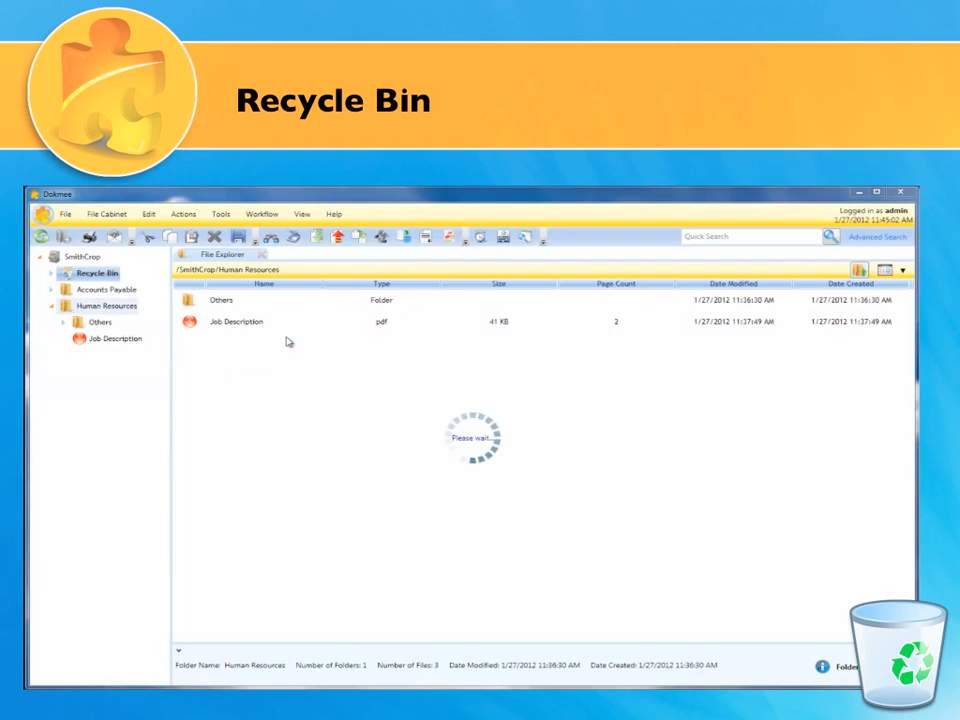 Recycle Bin
Dokmee
File File Cabinet Edit Actions Tools Workflow View Help
Logged in as admin
1/27/2012 11:45:02 AM
Quick Search Advanced Search
SmithCrop
Recycle Bin
Accounts Payable
Human Resources
Others
Job Description
File Explorer
/SmithCrop/Human Resources
Name Type Size Page Count Date Modified Date Created
Others Folder 1/27/2012 11:36:30 AM 1/27/2012 11:36:30 AM
Job Description pdf 41 KB 2 1/27/2012 11:37:49 AM 1/27/2012 11:37:49 AM
Please wait...
Folder Name: Human Resources Number of Folders: 1 Number of Files: 3 Date Modified: 1/27/2012 11:36:30 AM Date Created: 1/27/2012 11:36:30 AM Folde